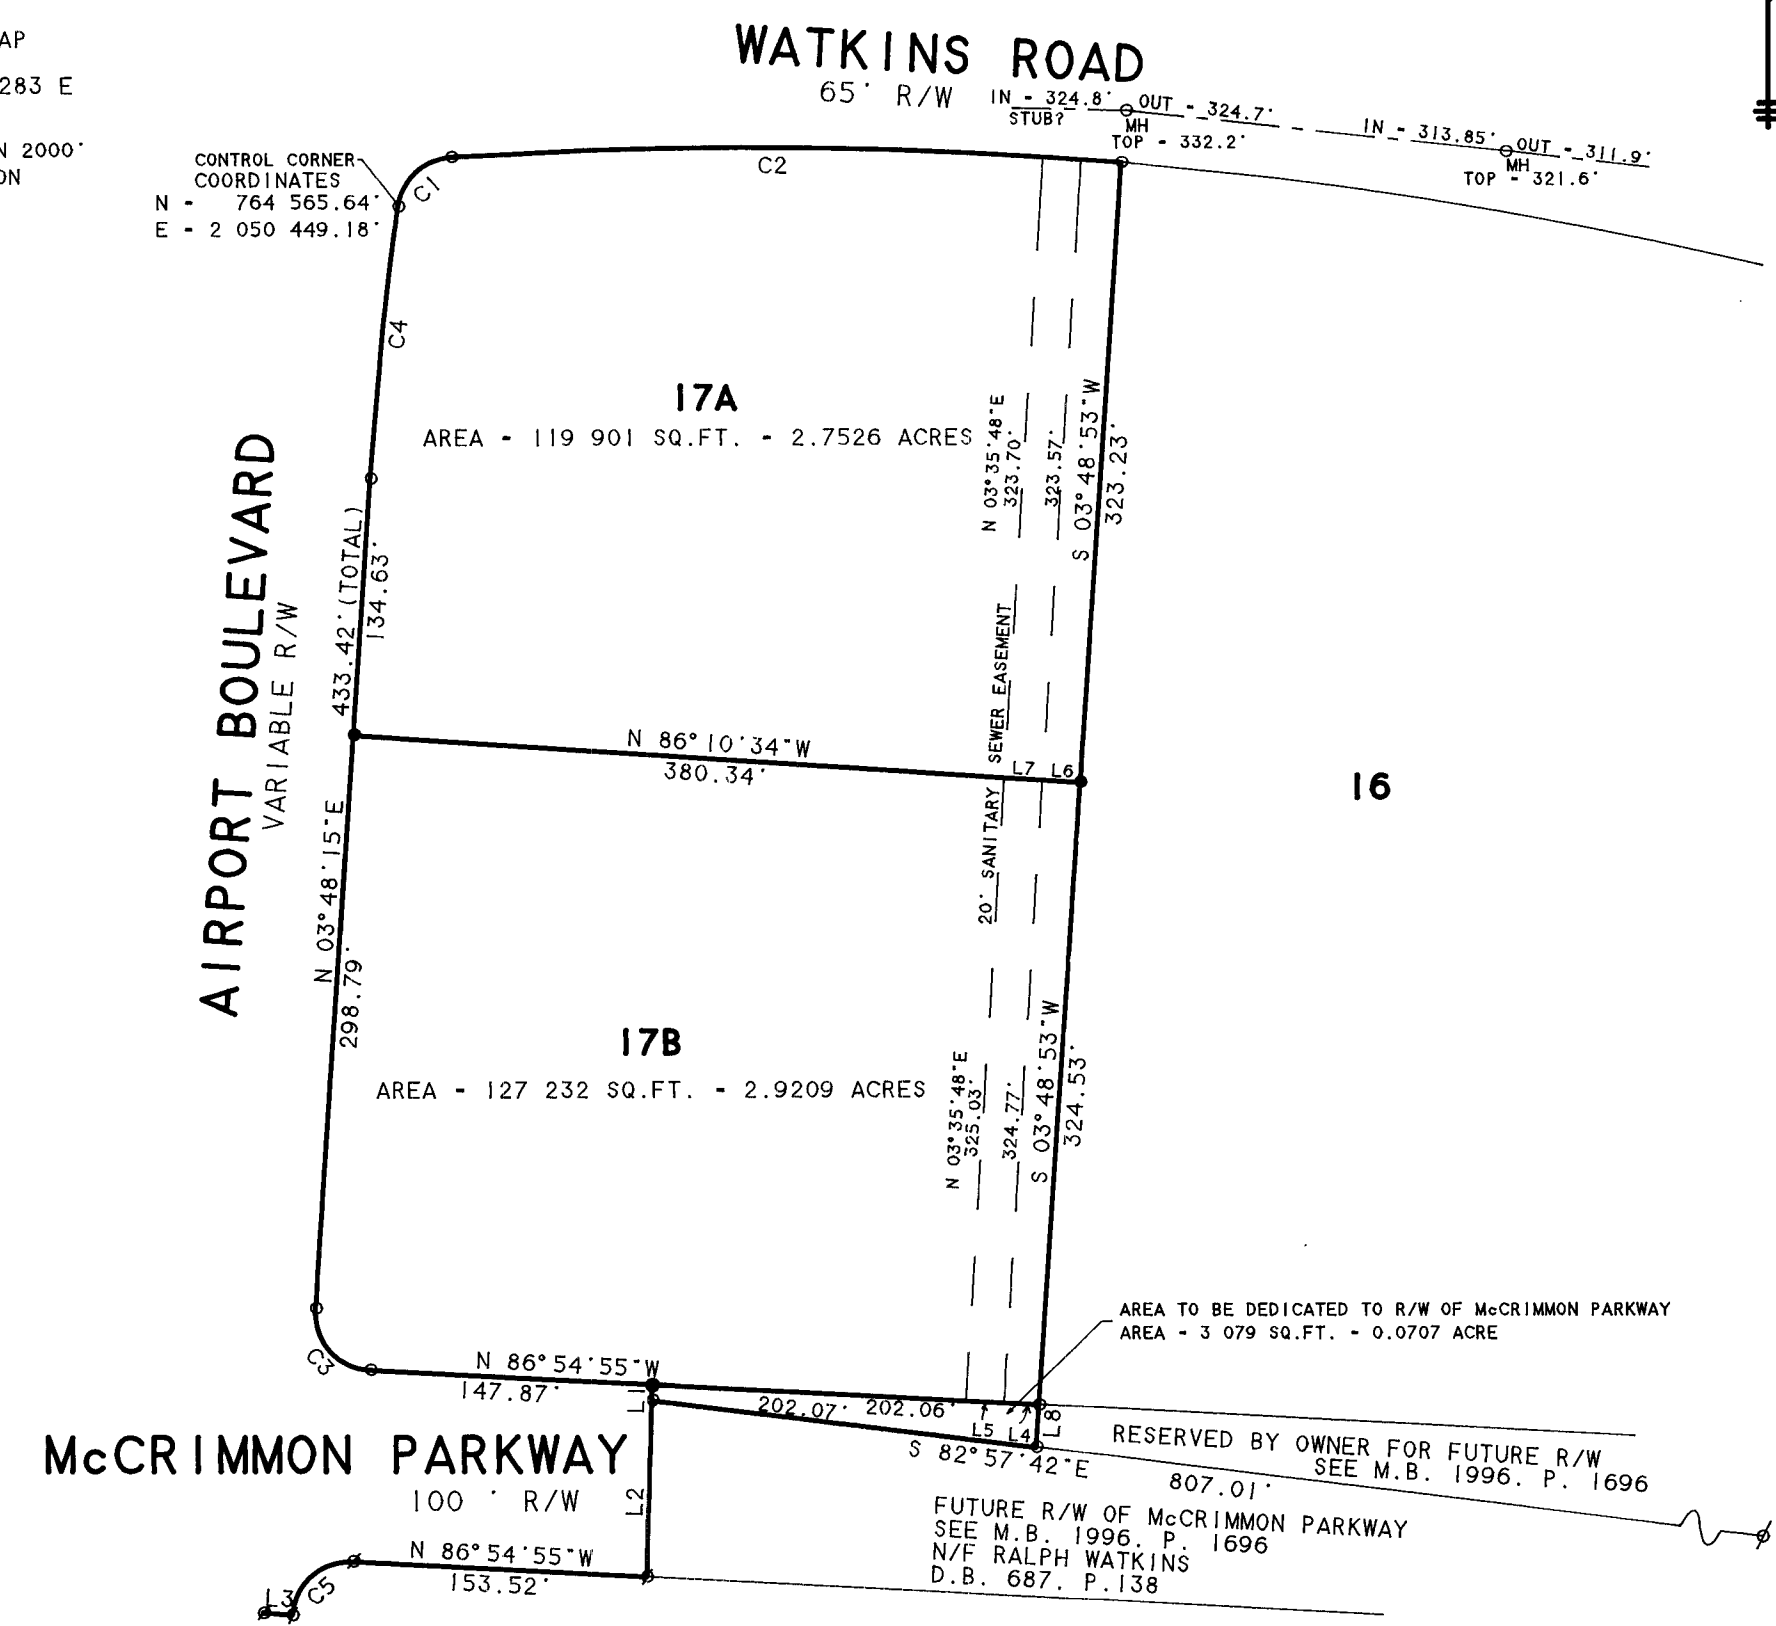 AP
283 E
N 2000'
ON
WATKINS ROAD
65' R/W
IN - 324.8'
STUB?
OUT - 324.7'
MH
TOP - 332.2'
IN - 313.85'
OUT - 311.9'
MH
TOP - 321.6'
CONTROL CORNER
COORDINATES
N - 764 565.64'
E - 2 050 449.18'
C1
C2
C4
17A
AREA - 119 901 SQ.FT. - 2.7526 ACRES
N 03°35'48"E
323.70'
323.57'
S 03°48'53"W
323.23'
AIRPORT BOULEVARD
VARIABLE R/W
433.42'(TOTAL)
134.63'
N 86°10'34"W
380.34'
20' SANITARY SEWER EASEMENT
L7
L6
16
N 03°48'15"E
298.79'
17B
AREA - 127 232 SQ.FT. - 2.9209 ACRES
N 03°35'48"E
325.03'
324.77'
S 03°48'53"W
324.53'
AREA TO BE DEDICATED TO R/W OF McCRIMMON PARKWAY
AREA - 3 079 SQ.FT. - 0.0707 ACRE
C3
N 86°54'55"W
147.87'
L1
202.07'
202.06'
L5
L4
L8
S 82°57'42"E
807.01'
RESERVED BY OWNER FOR FUTURE R/W
SEE M.B. 1996. P. 1696
McCRIMMON PARKWAY
100 ' R/W
L2
FUTURE R/W OF McCRIMMON PARKWAY
SEE M.B. 1996. P. 1696
N/F RALPH WATKINS
D.B. 687. P.138
N 86°54'55"W
153.52'
L3
C5